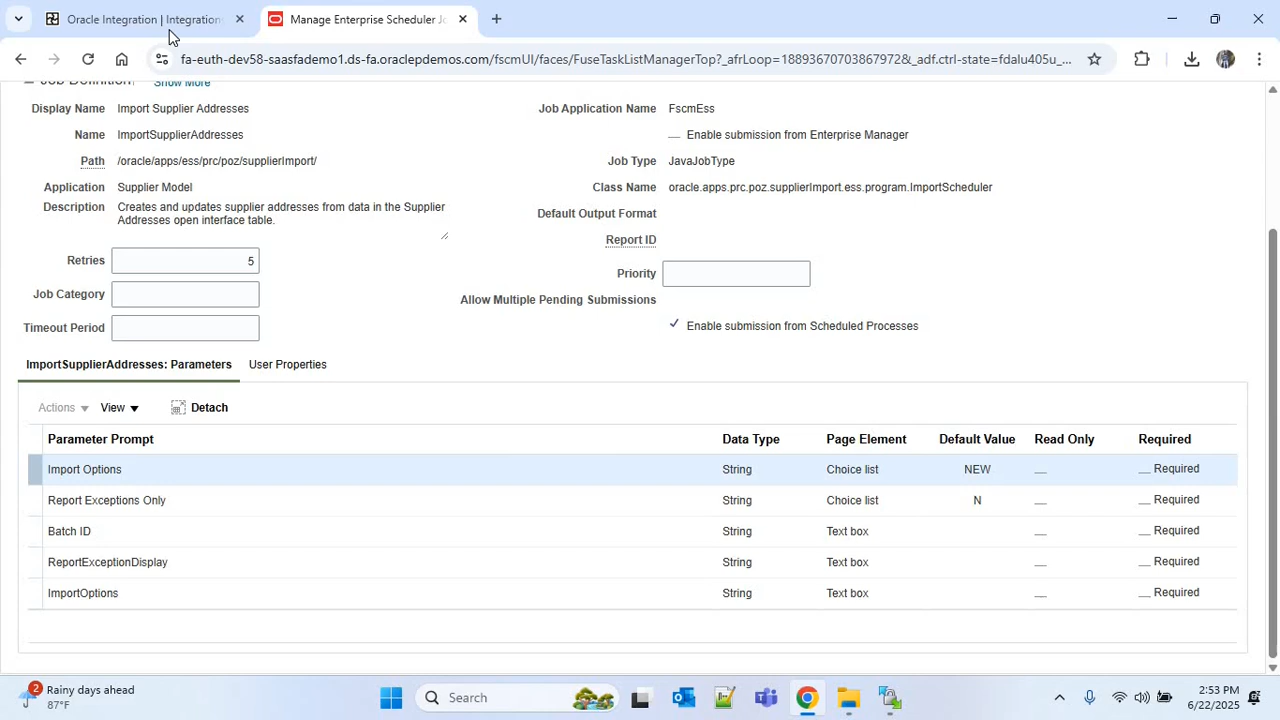 Oracle Integration | Integration
Manage Enterprise Scheduler Jo
fa-euth-dev58-saasfademo1.ds-fa.oraclepdemos.com/fscmUI/faces/FuseTaskListManagerTop?_afrLoop=18893670703867972&_adf.ctrl-state=fdalu405u_...
Job Definition
Show More
Display Name Import Supplier Addresses
Job Application Name FscmEss
Name ImportSupplierAddresses
Enable submission from Enterprise Manager
Path /oracle/apps/ess/prc/poz/supplierImport/
Job Type JavaJobType
Application Supplier Model
Class Name oracle.apps.prc.poz.supplierImport.ess.program.ImportScheduler
Description Creates and updates supplier addresses from data in the Supplier
Addresses open interface table.
Default Output Format
Report ID
Retries 5
Priority
Job Category
Allow Multiple Pending Submissions
Timeout Period
Enable submission from Scheduled Processes
ImportSupplierAddresses: Parameters User Properties
Actions View Detach
Parameter Prompt Data Type Page Element Default Value Read Only Required
Import Options String Choice list NEW Required
Report Exceptions Only String Choice list N Required
Batch ID String Text box Required
ReportExceptionDisplay String Text box Required
ImportOptions String Text box Required
2
Rainy days ahead
87°F
Search
2:53 PM
6/22/2025